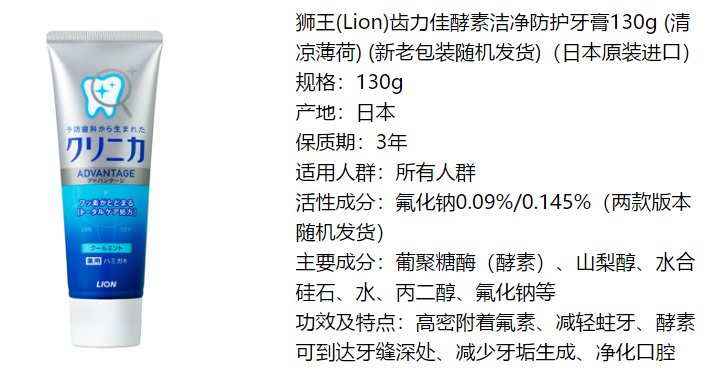 予防歯科から生まれた
クリニカ
ADVANTAGE
アドバンテージ
フッ素がとどまる
[トータルケア処方]
クールミント
薬用 ハミガキ
LION
狮王(Lion)齿力佳酵素洁净防护牙膏130g (清
凉薄荷) (新老包装随机发货)（日本原装进口）
规格：130g
产地：日本
保质期：3年
适用人群：所有人群
活性成分：氟化钠0.09%/0.145%（两款版本
随机发货）
主要成分：葡聚糖酶（酵素）、山梨醇、水合
硅石、水、丙二醇、氟化钠等
功效及特点：高密附着氟素、减轻蛀牙、酵素
可到达牙缝深处、减少牙垢生成、净化口腔